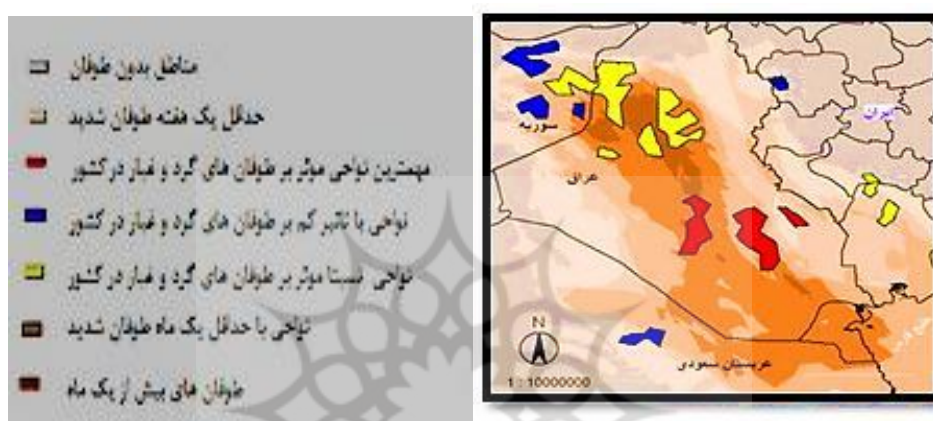 مناطق بدون طوفان
حداقل یک هفته طوفان شدید
مهمترین نواحی موثر بر طوفان های گرد و غبار در کشور
نواحی با تاثیر کم بر طوفان های گرد و غبار در کشور
نواحی نسبتا موثر بر طوفان های گرد و غبار در کشور
نواحی با حداقل یک ماه طوفان شدید
طوفان های بیش از یک ماه
ایران
سوریه
عراق
عربستان سعودی
N
1 : 10000000